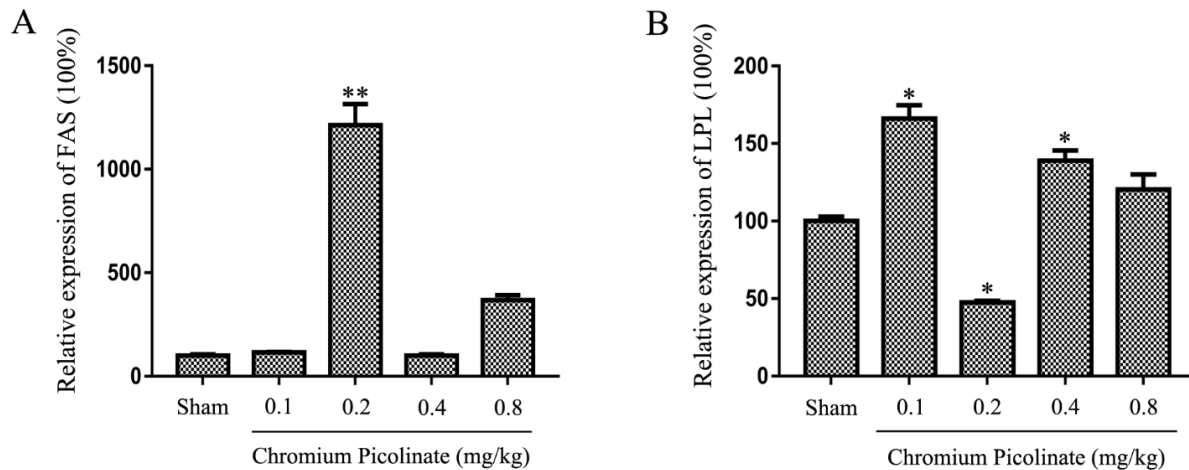 A
Relative expression of FAS (100%)
1500
1000
500
0
**
Sham 0.1 0.2 0.4 0.8
Chromium Picolinate (mg/kg)
B
Relative expression of LPL (100%)
200
150
100
50
0
*
*
*
Sham 0.1 0.2 0.4 0.8
Chromium Picolinate (mg/kg)